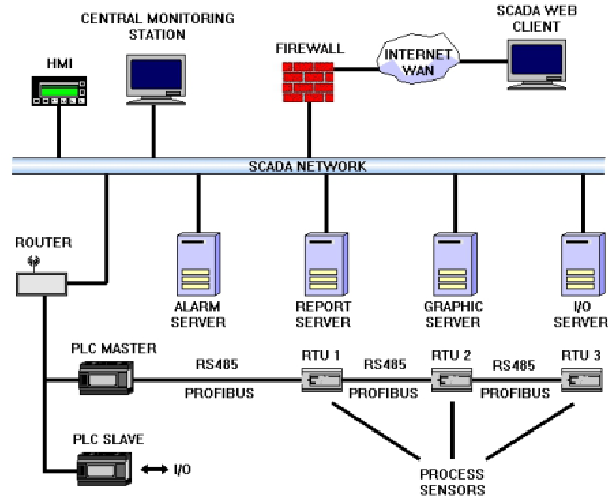 SCADA WEB
CLIENT
CENTRAL MONITORING
STATION
FIREWALL
INTERNET
WAN
HMI
SCADA NETWORK
ROUTER
ALARM
SERVER
REPORT
SERVER
GRAPHIC
SERVER
I/O
SERVER
PLC MASTER
RS485
PROFIBUS
RTU 1
RS485
PROFIBUS
RTU 2
RS485
PROFIBUS
RTU 3
PLC SLAVE
I/O
PROCESS
SENSORS